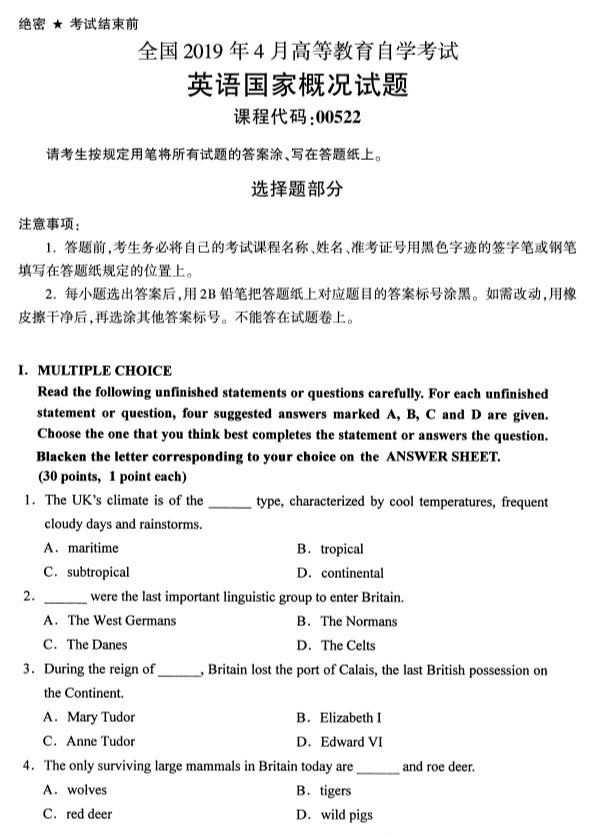 绝密 ★ 考试结束前
全国 2019 年 4 月高等教育自学考试
英语国家概况试题
课程代码:00522
请考生按规定用笔将所有试题的答案涂、写在答题纸上。
选择题部分
注意事项:
1. 答题前,考生务必将自己的考试课程名称、姓名、准考证号用黑色字迹的签字笔或钢笔
填写在答题纸规定的位置上。
2. 每小题选出答案后,用 2B 铅笔把答题纸上对应题目的答案标号涂黑。如需改动,用橡
皮擦干净后,再选涂其他答案标号。不能答在试题卷上。
I. MULTIPLE CHOICE
Read the following unfinished statements or questions carefully. For each unfinished
statement or question, four suggested answers marked A, B, C and D are given.
Choose the one that you think best completes the statement or answers the question.
Blacken the letter corresponding to your choice on the ANSWER SHEET.
(30 points, 1 point each)
1. The UK's climate is of the ______ type, characterized by cool temperatures, frequent
cloudy days and rainstorms.
A. maritime B. tropical
C. subtropical D. continental
2. ______ were the last important linguistic group to enter Britain.
A. The West Germans B. The Normans
C. The Danes D. The Celts
3. During the reign of ______, Britain lost the port of Calais, the last British possession on
the Continent.
A. Mary Tudor B. Elizabeth I
C. Anne Tudor D. Edward VI
4. The only surviving large mammals in Britain today are ______ and roe deer.
A. wolves B. tigers
C. red deer D. wild pigs